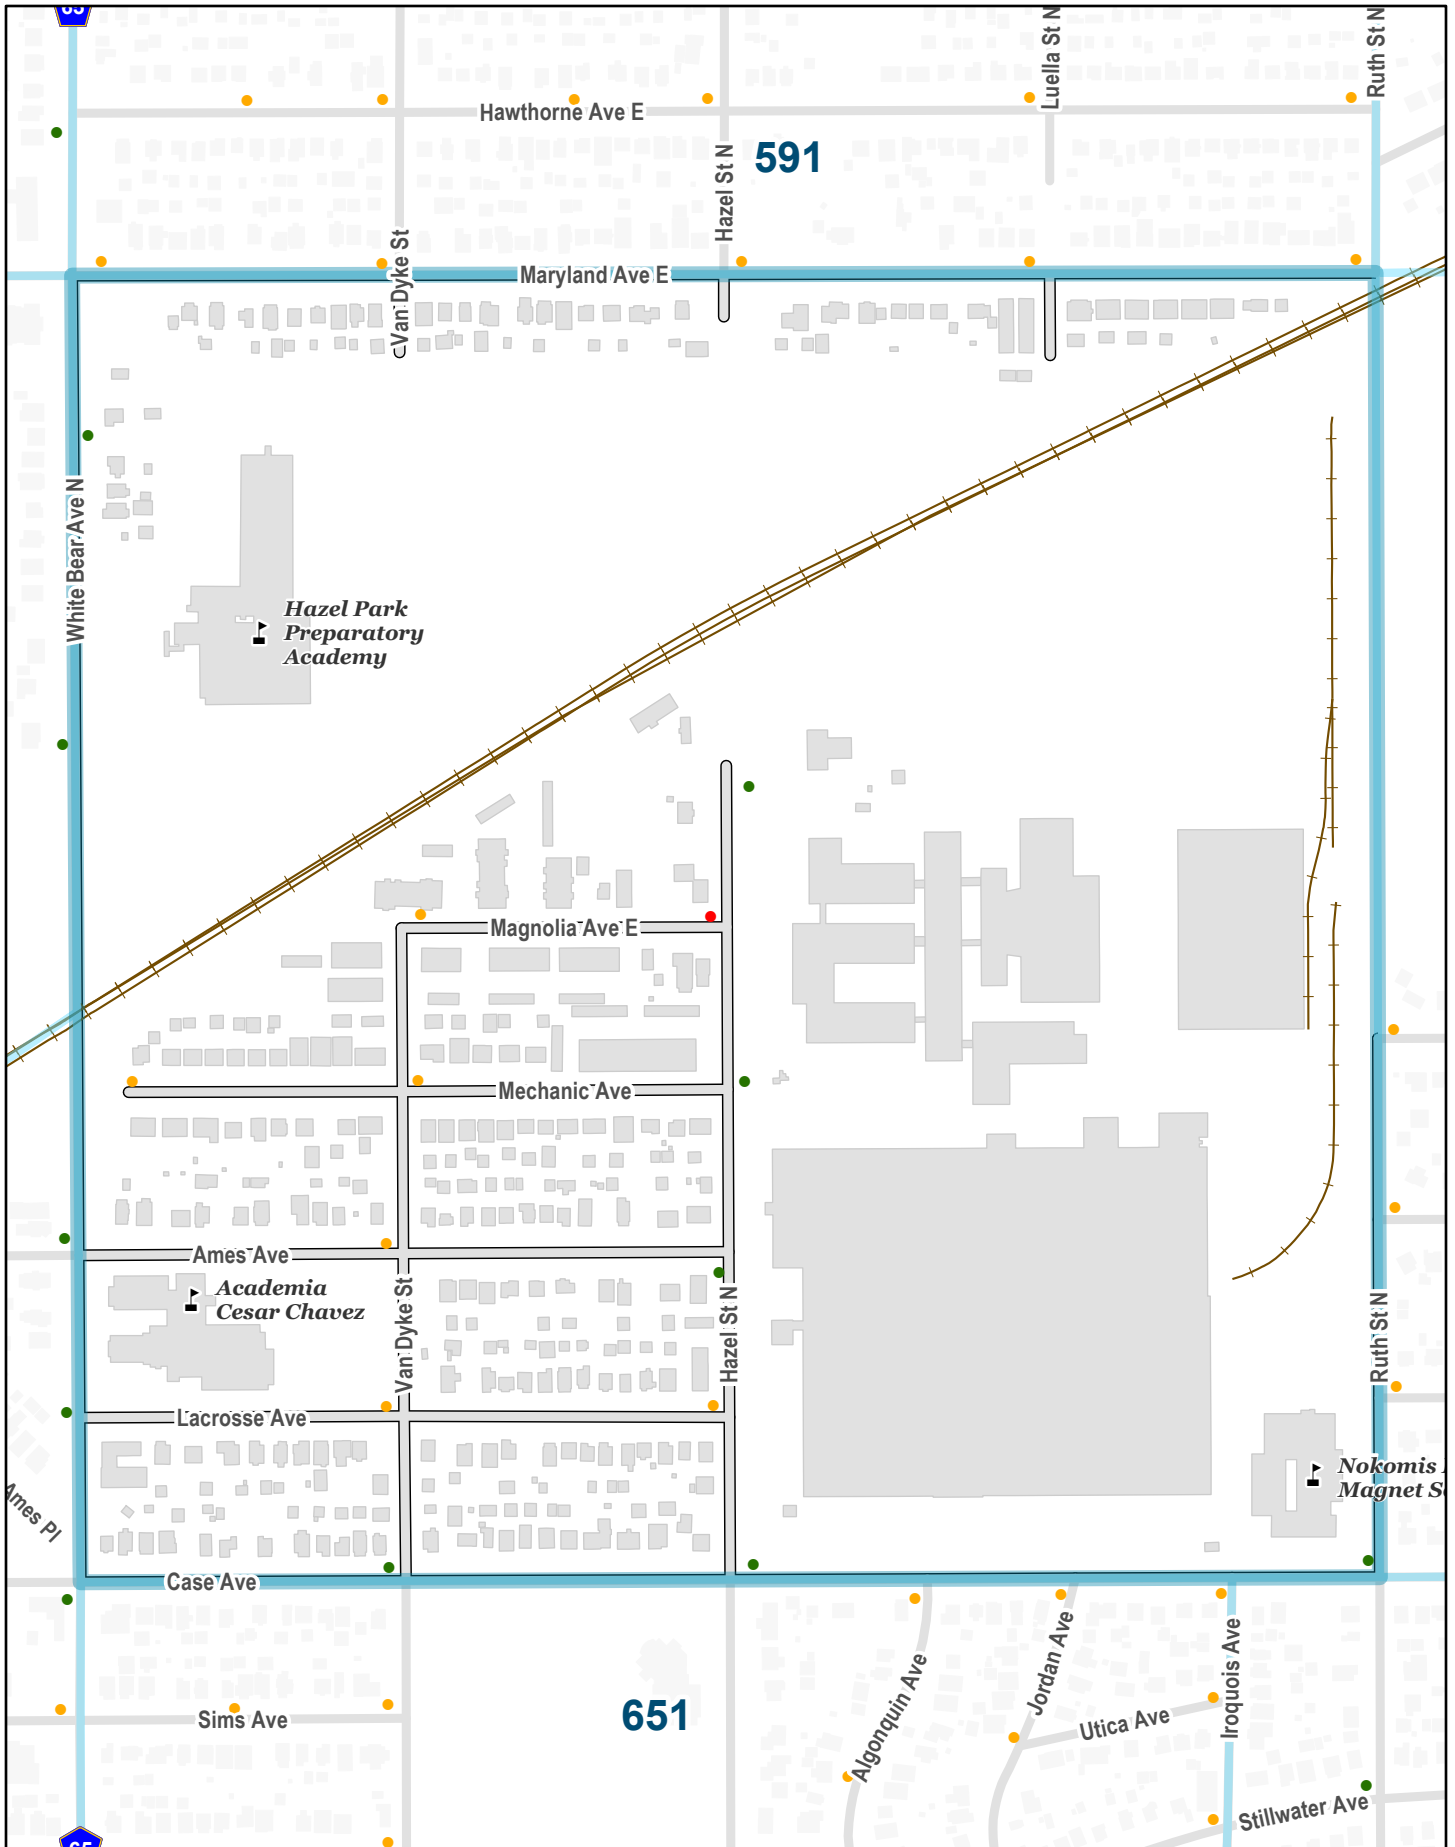 65
Luella St N
Ruth St N
Hawthorne Ave E
591
Hazel St N
Van Dyke St
Maryland Ave E
White Bear Ave N
Hazel Park
Preparatory
Academy
Magnolia Ave E
Mechanic Ave
Ames Ave
Academia
Cesar Chavez
Van Dyke St
Hazel St N
Ruth St N
Lacrosse Ave
Nokomis
Magnet S
Ames Pl
Case Ave
651
Sims Ave
Algonquin Ave
Jordan Ave
Utica Ave
Iroquois Ave
Stillwater Ave
65